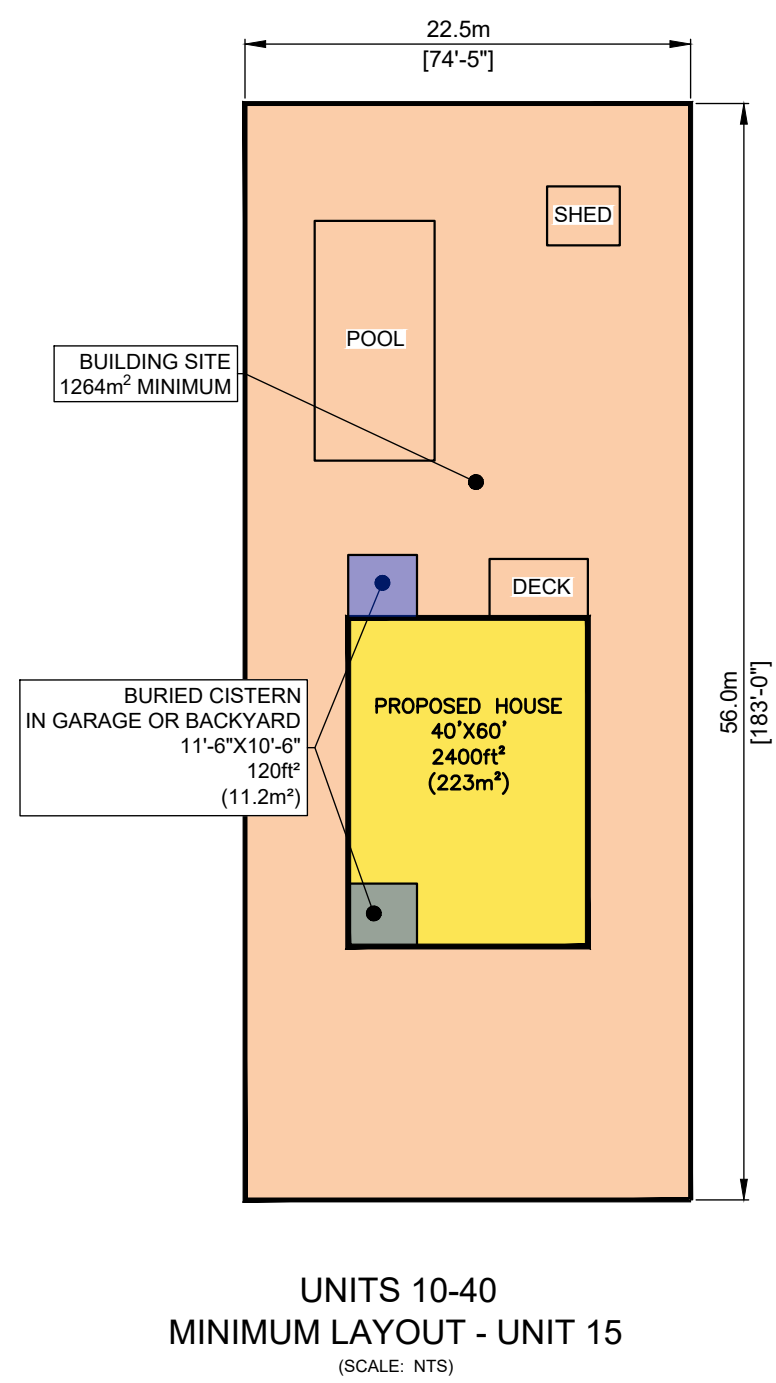 22.5m
[74'-5"]
SHED
POOL
BUILDING SITE
1264m² MINIMUM
DECK
BURIED CISTERN
IN GARAGE OR BACKYARD
11'-6"X10'-6"
120ft²
(11.2m²)
PROPOSED HOUSE
40'X60'
2400ft²
(223m²)
56.0m
[183'-0"]
UNITS 10-40
MINIMUM LAYOUT - UNIT 15
(SCALE: NTS)